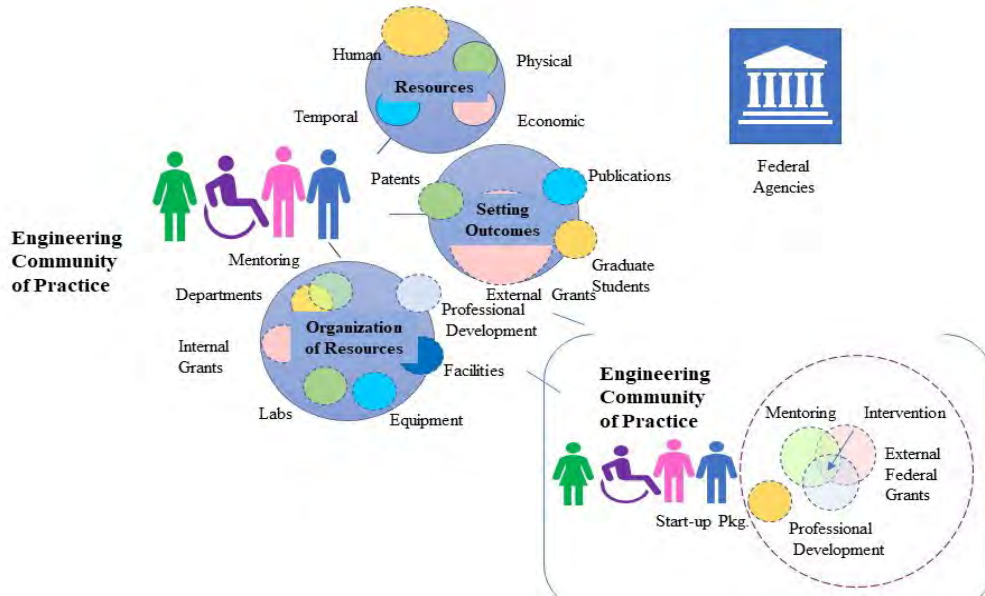 Human
Physical
Resources
Temporal
Economic
Federal
Agencies
Patents
Publications
Setting
Outcomes
Engineering
Community
of Practice
Mentoring
Graduate
Students
Departments
External Grants
Professional
Development
Organization
of Resources
Internal
Grants
Facilities
Labs
Equipment
Engineering
Community
of Practice
Mentoring
Intervention
External
Federal
Grants
Start-up Pkg.
Professional
Development